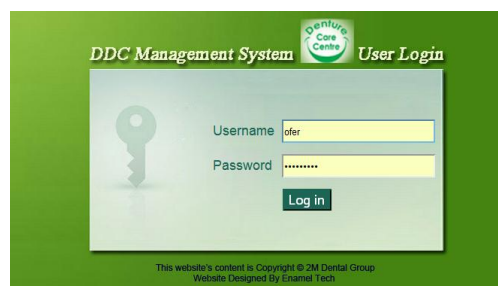 DDC Management System
Denture
Care
Centre
User Login
Username
ofer
Password
•••••••••
Log in
This website's content is Copyright © 2M Dental Group
Website Designed By Enamel Tech